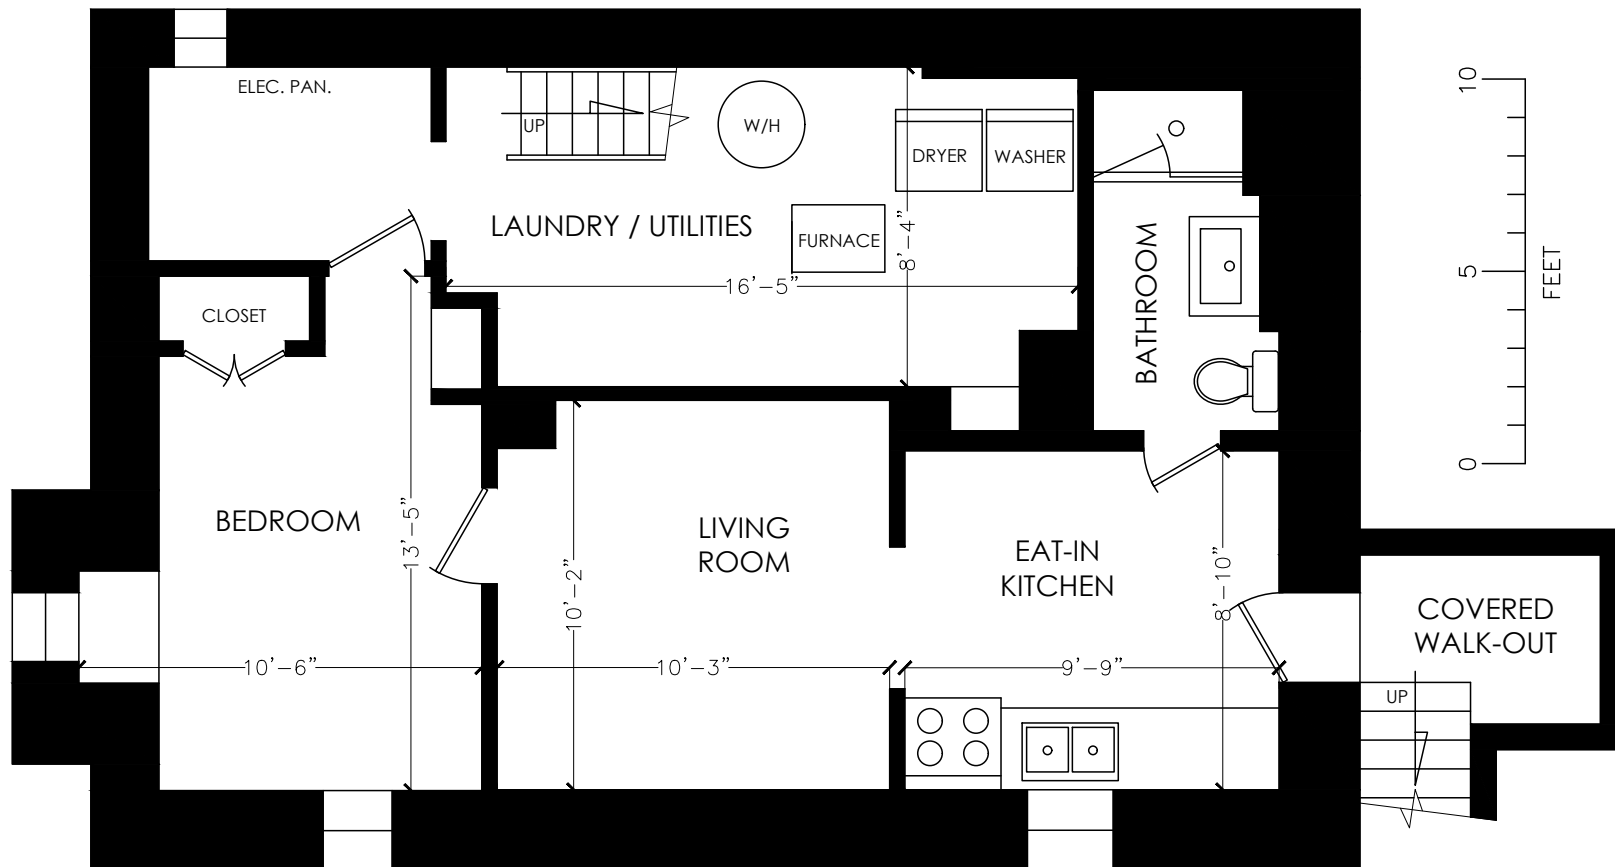 ELEC. PAN.
UP
W/H
DRYER
WASHER
LAUNDRY / UTILITIES
FURNACE
8'-4"
16'-5"
BATHROOM
10
5
0
FEET
CLOSET
BEDROOM
13'-5"
LIVING
ROOM
10'-2"
EAT-IN
KITCHEN
8'-10"
COVERED
WALK-OUT
10'-6"
10'-3"
9'-9"
UP